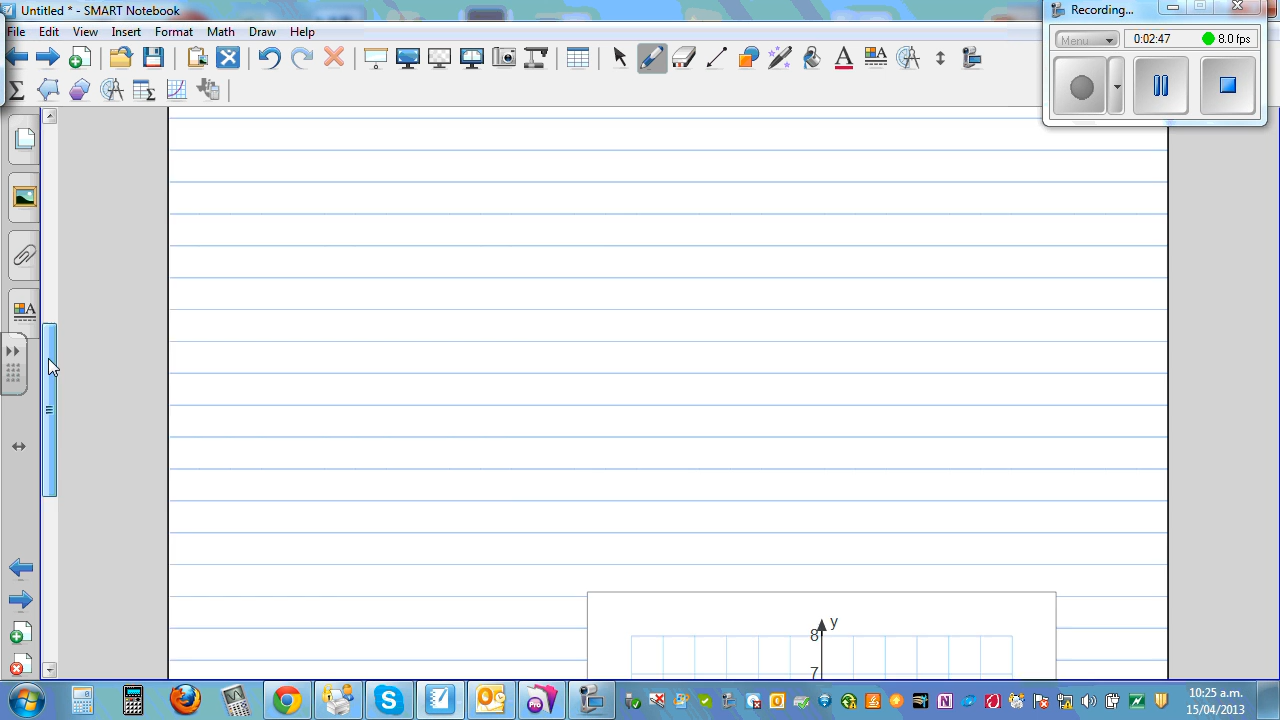 Untitled * - SMART Notebook
Recording...
File Edit View Insert Format Math Draw Help
Menu
0:02:47
8.0 fps
y
8
7
10:25 a.m.
15/04/2013